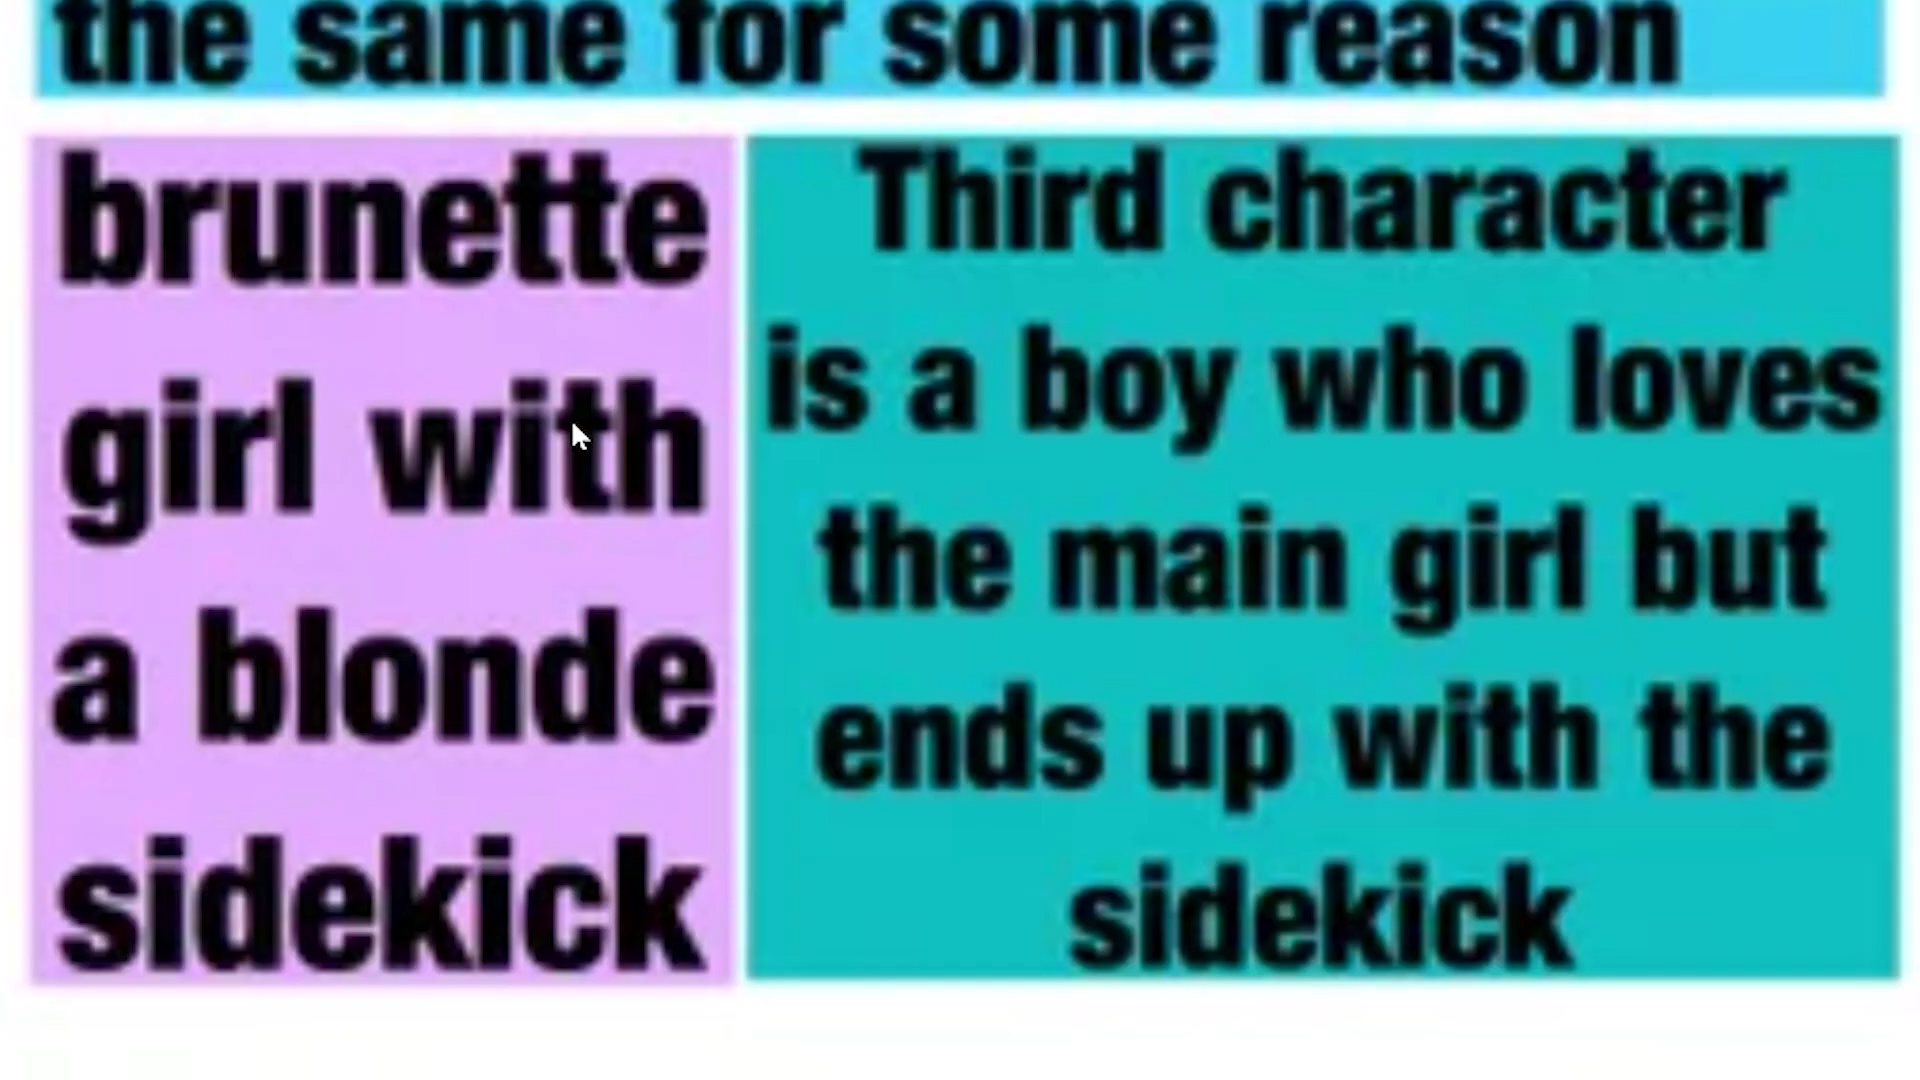 the same for some reason
brunette
girl with
a blonde
sidekick
Third character
is a boy who loves
the main girl but
ends up with the
sidekick